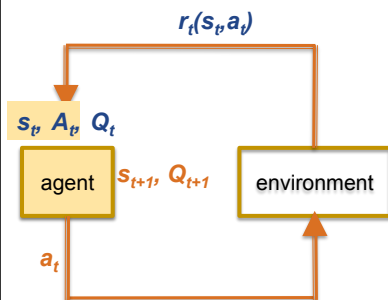 r_t(s_t,a_t)
s_t, A_t, Q_t
agent
s_{t+1}, Q_{t+1}
environment
a_t